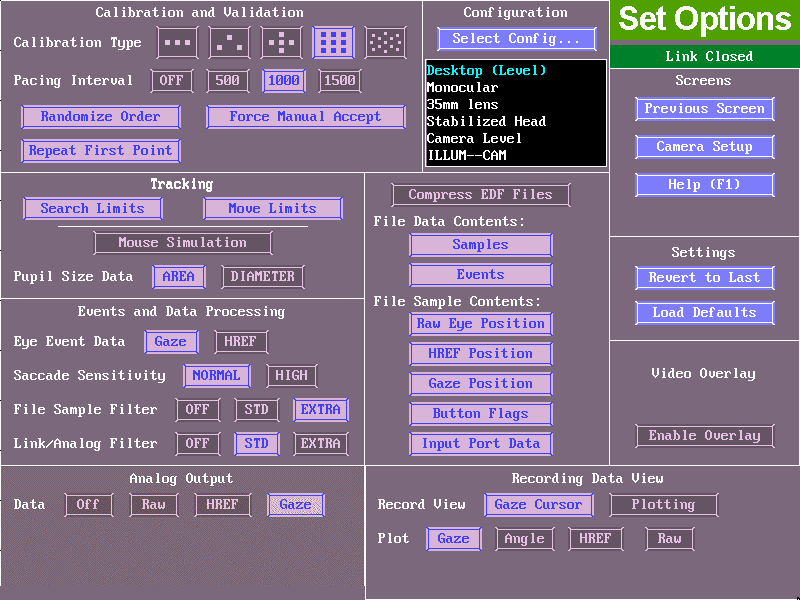 Calibration and Validation
Calibration Type
Pacing Interval OFF 500 1000 1500
Randomize Order Force Manual Accept
Repeat First Point
Configuration
Select Config...
Desktop (Level)
Monocular
35mm lens
Stabilized Head
Camera Level
ILLUM--CAM
Set Options
Link Closed
Screens
Previous Screen
Camera Setup
Help (F1)
Tracking
Search Limits Move Limits
Mouse Simulation
Pupil Size Data AREA DIAMETER
Events and Data Processing
Eye Event Data Gaze HREF
Saccade Sensitivity NORMAL HIGH
File Sample Filter OFF STD EXTRA
Link/Analog Filter OFF STD EXTRA
Compress EDF Files
File Data Contents:
Samples
Events
File Sample Contents:
Raw Eye Position
HREF Position
Gaze Position
Button Flags
Input Port Data
Settings
Revert to Last
Load Defaults
Video Overlay
Enable Overlay
Analog Output
Data Off Raw HREF Gaze
Recording Data View
Record View Gaze Cursor Plotting
Plot Gaze Angle HREF Raw